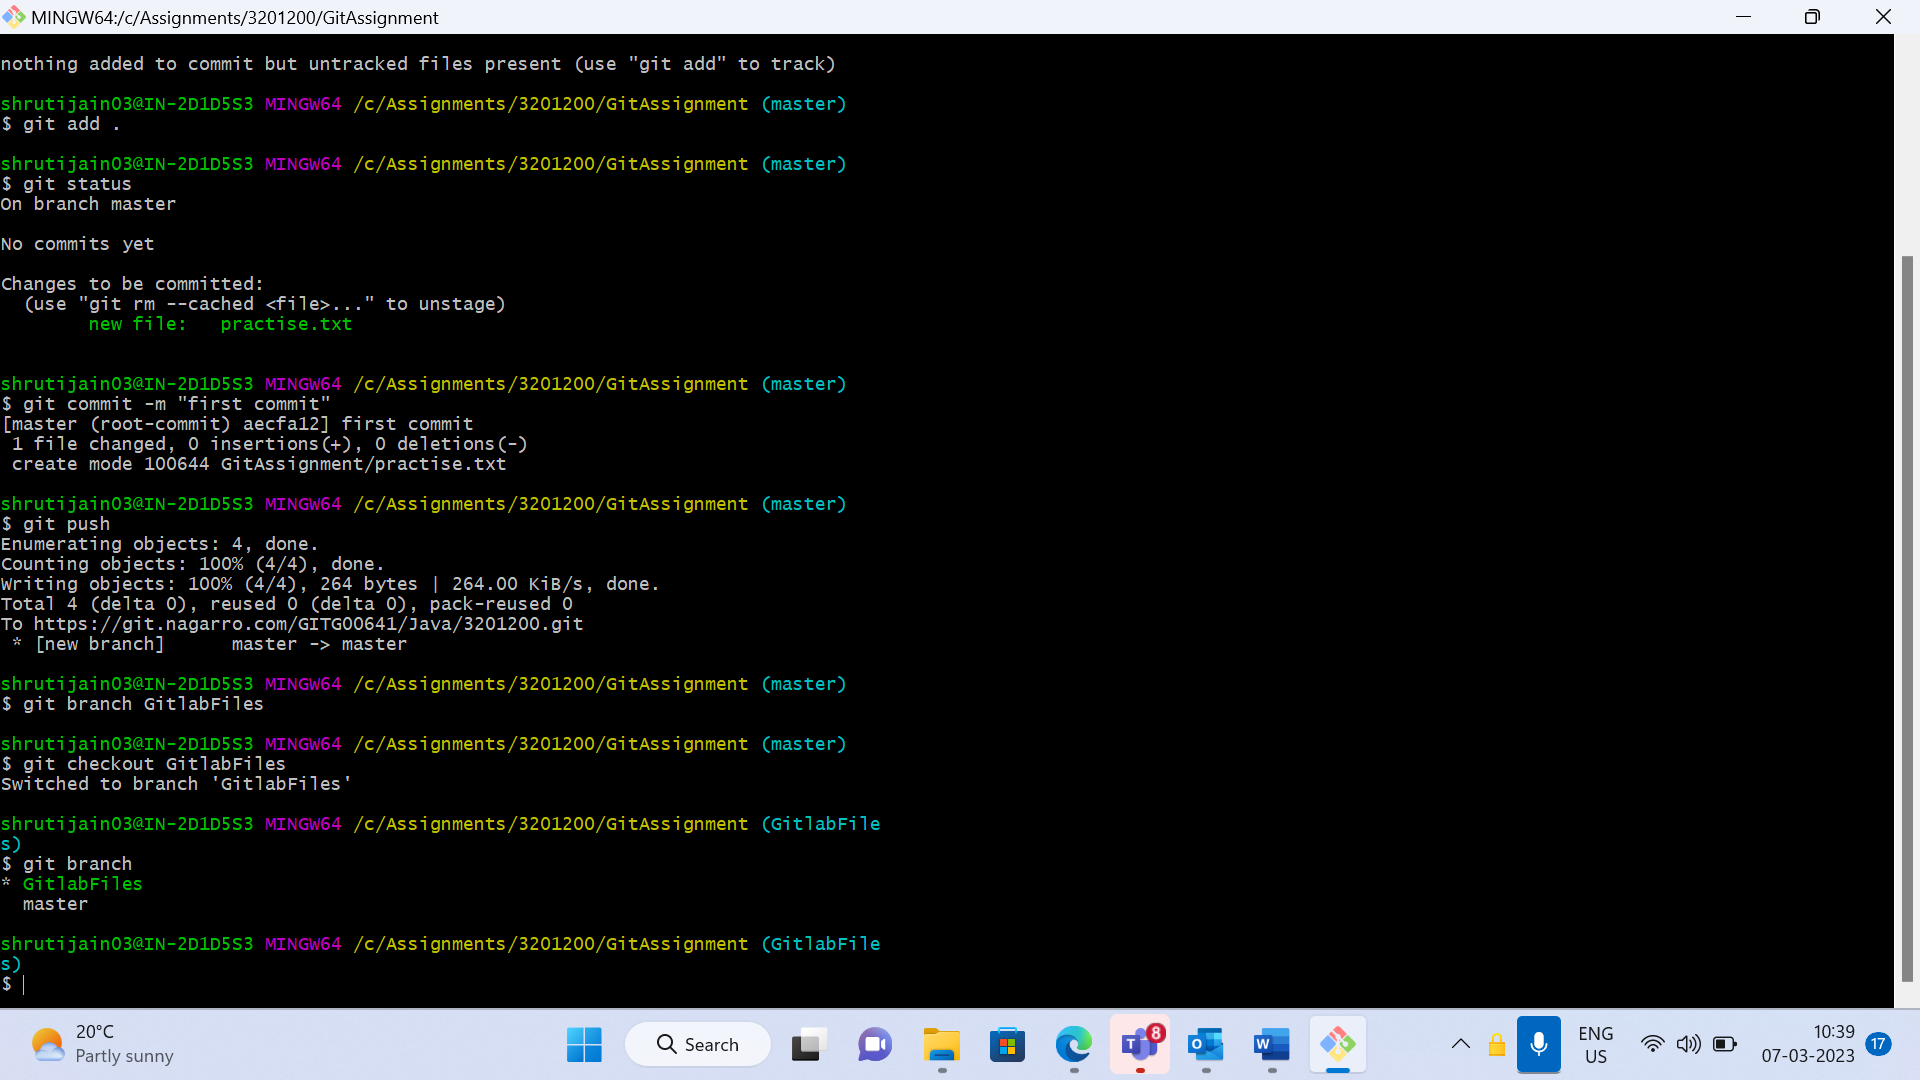 MINGW64:/c/Assignments/3201200/GitAssignment
nothing added to commit but untracked files present (use "git add" to track)
shrutijain03@IN-2D1D5S3 MINGW64 /c/Assignments/3201200/GitAssignment (master)
$ git add .
shrutijain03@IN-2D1D5S3 MINGW64 /c/Assignments/3201200/GitAssignment (master)
$ git status
On branch master
No commits yet
Changes to be committed:
  (use "git rm --cached <file>..." to unstage)
        new file:   practise.txt
shrutijain03@IN-2D1D5S3 MINGW64 /c/Assignments/3201200/GitAssignment (master)
$ git commit -m "first commit"
[master (root-commit) aecfa12] first commit
 1 file changed, 0 insertions(+), 0 deletions(-)
 create mode 100644 GitAssignment/practise.txt
shrutijain03@IN-2D1D5S3 MINGW64 /c/Assignments/3201200/GitAssignment (master)
$ git push
Enumerating objects: 4, done.
Counting objects: 100% (4/4), done.
Writing objects: 100% (4/4), 264 bytes | 264.00 KiB/s, done.
Total 4 (delta 0), reused 0 (delta 0), pack-reused 0
To https://git.nagarro.com/GITG00641/Java/3201200.git
 * [new branch]      master -> master
shrutijain03@IN-2D1D5S3 MINGW64 /c/Assignments/3201200/GitAssignment (master)
$ git branch GitlabFiles
shrutijain03@IN-2D1D5S3 MINGW64 /c/Assignments/3201200/GitAssignment (master)
$ git checkout GitlabFiles
Switched to branch 'GitlabFiles'
shrutijain03@IN-2D1D5S3 MINGW64 /c/Assignments/3201200/GitAssignment (GitlabFile
s)
$ git branch
* GitlabFiles
  master
shrutijain03@IN-2D1D5S3 MINGW64 /c/Assignments/3201200/GitAssignment (GitlabFile
s)
$
20°C
Partly sunny
Search
8
ENG
US
10:39
07-03-2023
17